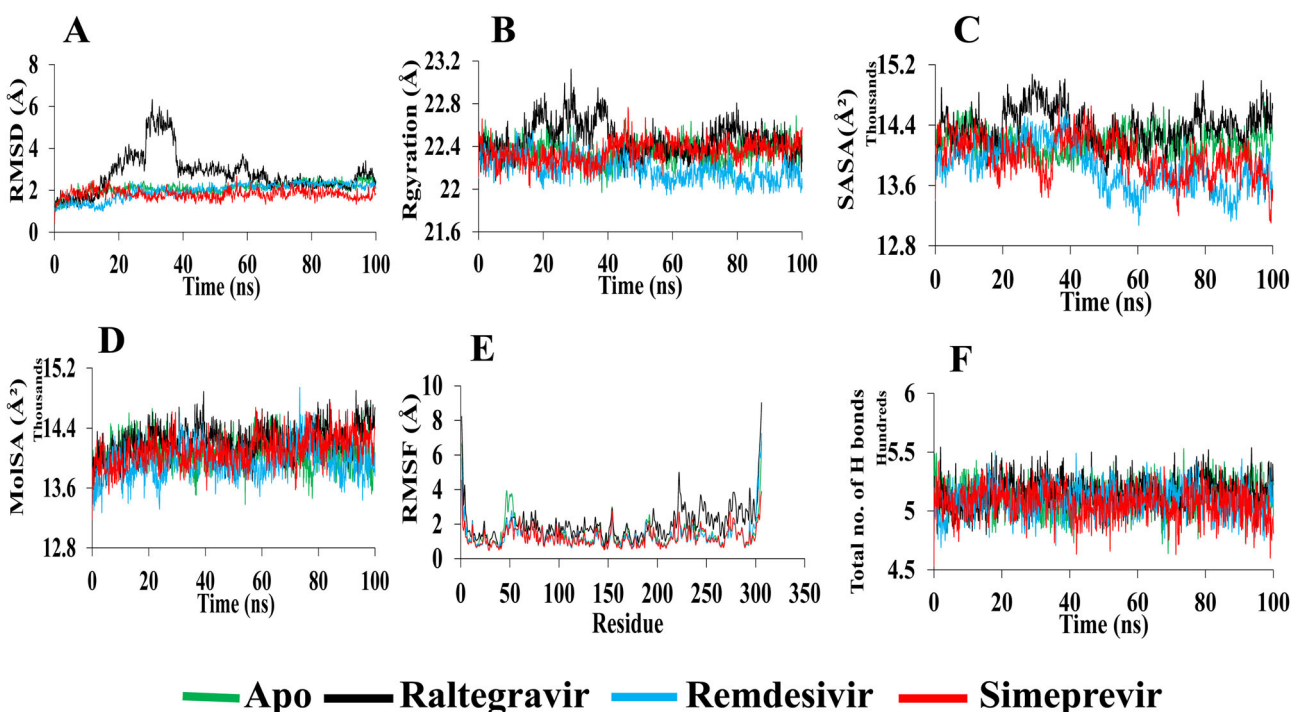 A
RMSD (Å)
8
6
4
2
0
0 20 40 60 80 100
Time (ns)
B
Rgyration (Å)
23.2
22.8
22.4
22
21.6
0 20 40 60 80 100
Time (ns)
C
SASA(Å²)
Thousands
15.2
14.4
13.6
12.8
0 20 40 60 80 100
Time (ns)
D
MolSA (Å²)
Thousands
15.2
14.4
13.6
12.8
0 20 40 60 80 100
Time (ns)
E
RMSF (Å)
10
8
6
4
2
0
0 50 100 150 200 250 300 350
Residue
F
Total no. of H bonds
Hundreds
6
5.5
5
4.5
0 20 40 60 80 100
Time (ns)
Apo Raltegravir Remdesivir Simeprevir